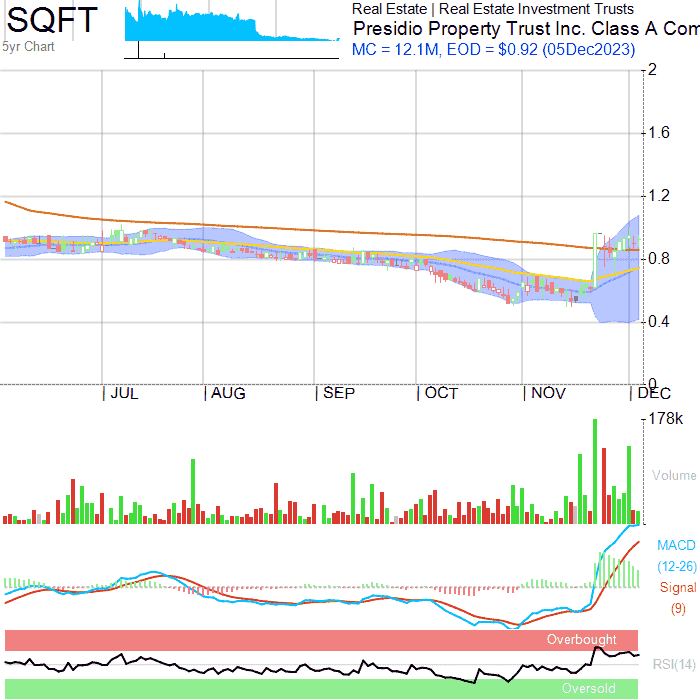 SQFT
5yr Chart
Real Estate | Real Estate Investment Trusts
Presidio Property Trust Inc. Class A Com
MC = 12.1M, EOD = $0.92 (05Dec2023)
2
1.6
1.2
0.8
0.4
0
JUL AUG SEP OCT NOV DEC
178k
Volume
MACD
(12-26)
Signal
(9)
Overbought
RSI(14)
Oversold